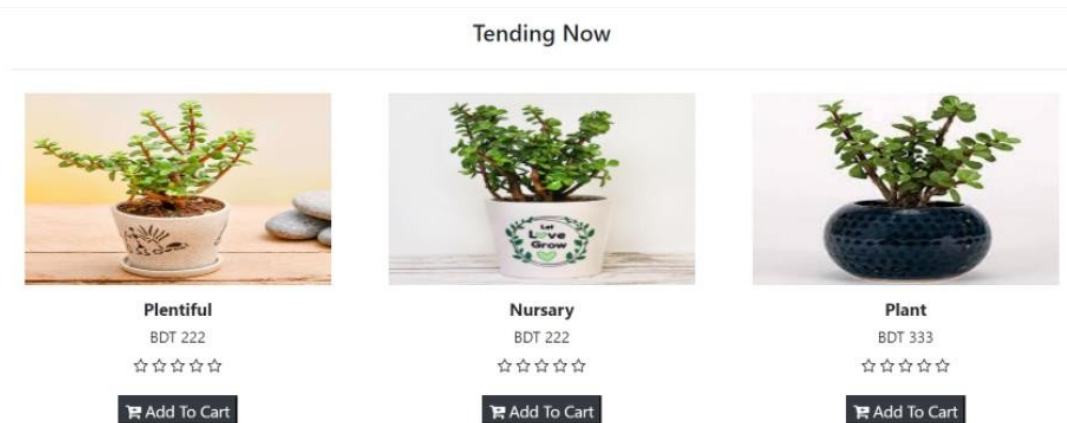 Tending Now
Let
Love
Grow
Plentiful
BDT 222
Add To Cart
Nursary
BDT 222
Add To Cart
Plant
BDT 333
Add To Cart